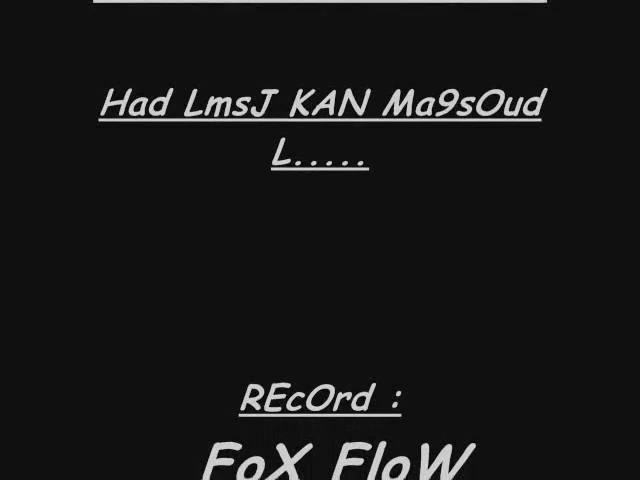 Had LmsJ KAN Ma9sOud
L.....
REcOrd :
FoX FloW